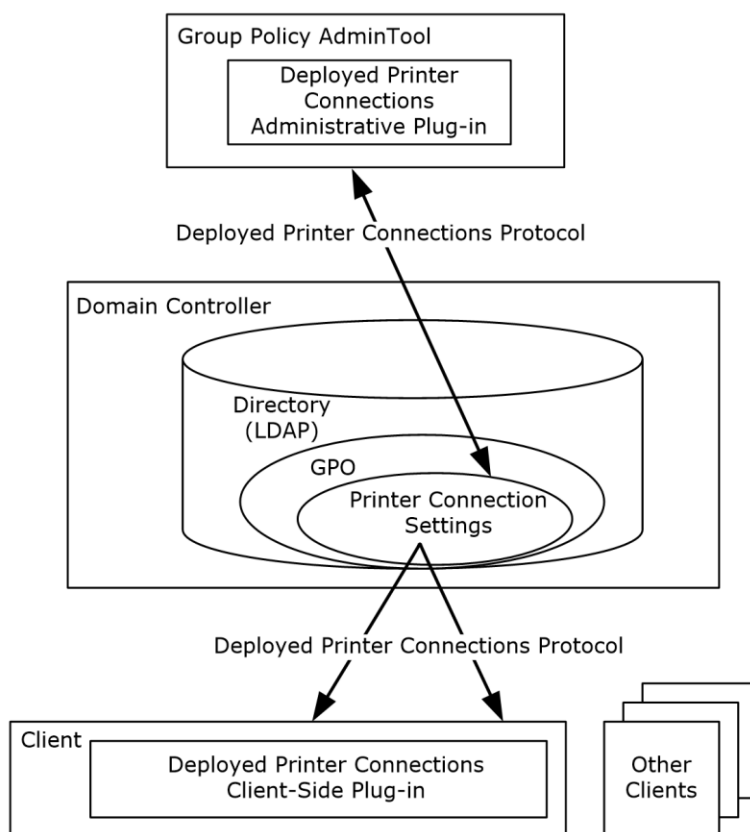 Group Policy AdminTool
Deployed Printer
Connections
Administrative Plug-in
Deployed Printer Connections Protocol
Domain Controller
Directory
(LDAP)
GPO
Printer Connection
Settings
Deployed Printer Connections Protocol
Client
Deployed Printer Connections
Client-Side Plug-in
Other
Clients